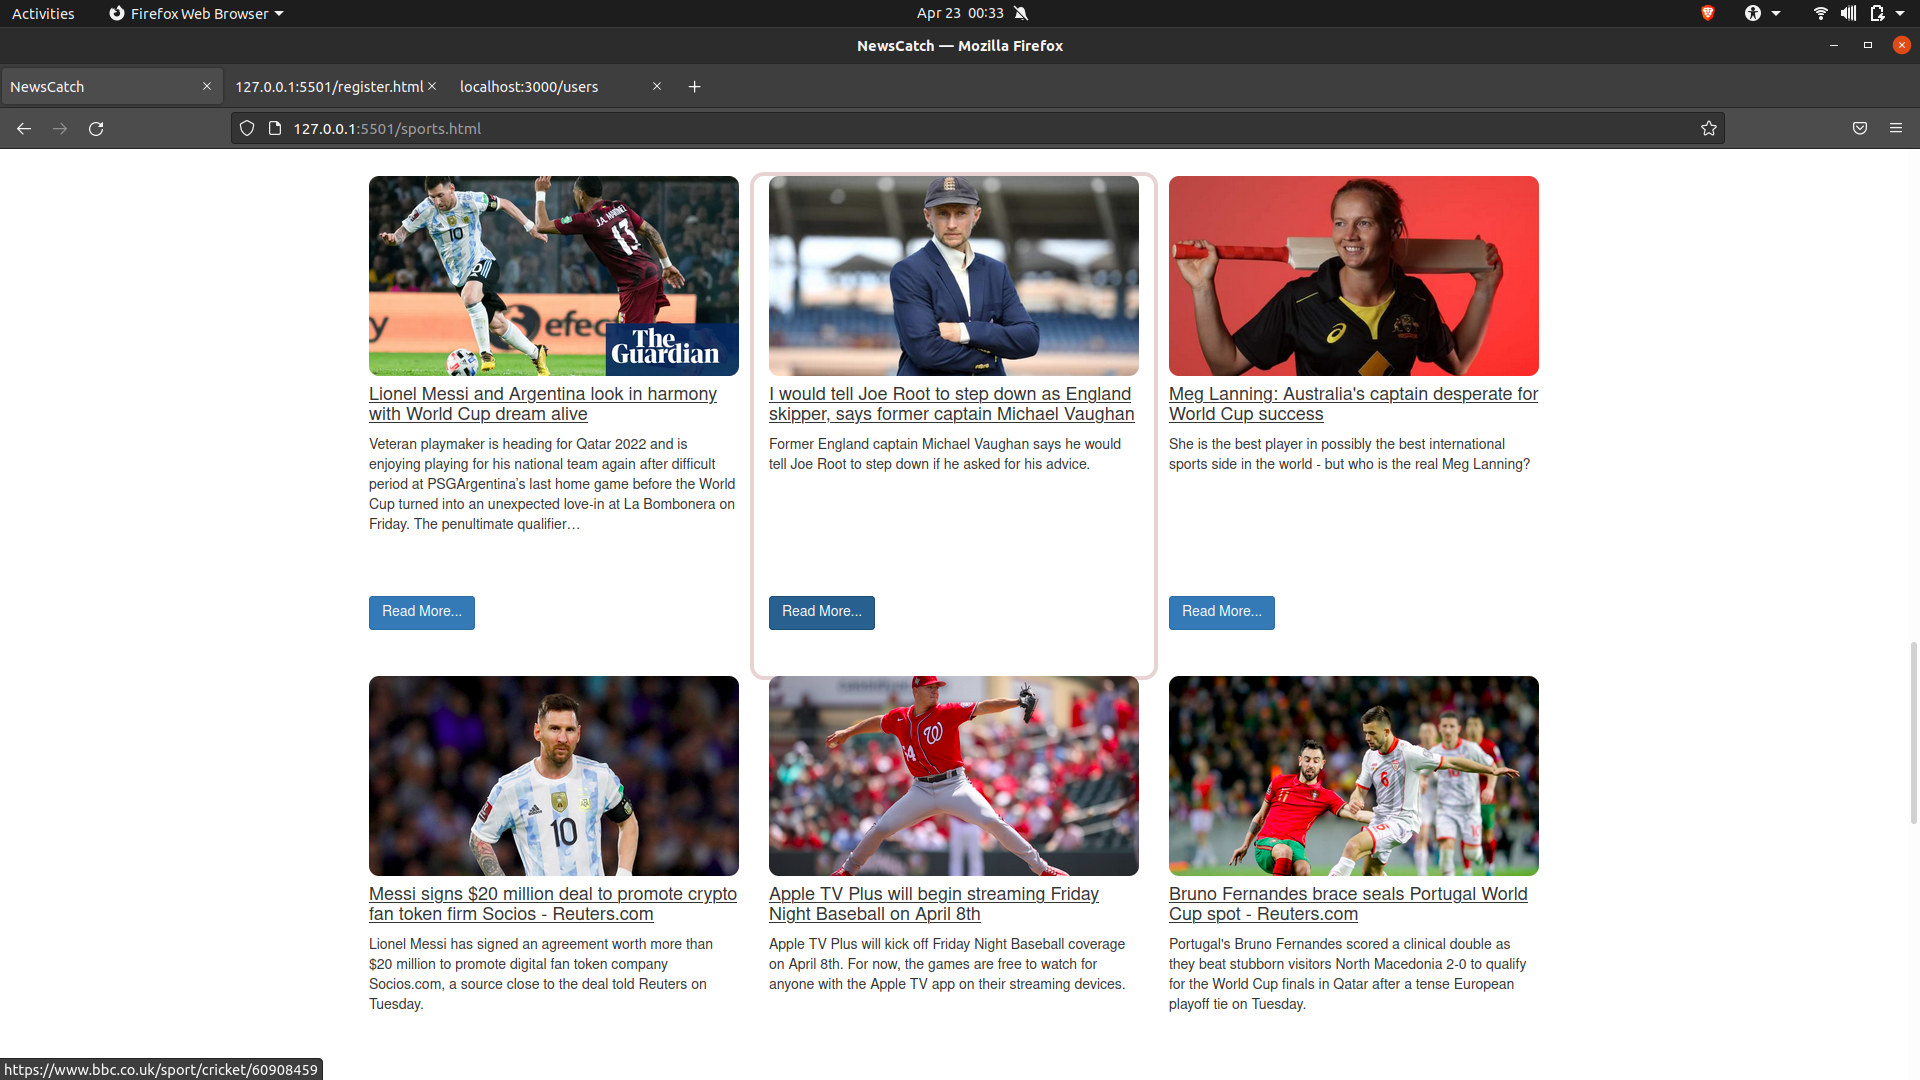 Activities
Firefox Web Browser
Apr 23 00:33
NewsCatch — Mozilla Firefox
NewsCatch
127.0.0.1:5501/register.html
localhost:3000/users
127.0.0.1:5501/sports.html
10
J.A. MARTINEZ
13
efec
The
Guardian
Lionel Messi and Argentina look in harmony
with World Cup dream alive
Veteran playmaker is heading for Qatar 2022 and is
enjoying playing for his national team again after difficult
period at PSGArgentina's last home game before the World
Cup turned into an unexpected love-in at La Bombonera on
Friday. The penultimate qualifier…
Read More...
I would tell Joe Root to step down as England
skipper, says former captain Michael Vaughan
Former England captain Michael Vaughan says he would
tell Joe Root to step down if he asked for his advice.
Read More...
Meg Lanning: Australia's captain desperate for
World Cup success
She is the best player in possibly the best international
sports side in the world - but who is the real Meg Lanning?
Read More...
10
Messi signs $20 million deal to promote crypto
fan token firm Socios - Reuters.com
Lionel Messi has signed an agreement worth more than
$20 million to promote digital fan token company
Socios.com, a source close to the deal told Reuters on
Tuesday.
W
Apple TV Plus will begin streaming Friday
Night Baseball on April 8th
Apple TV Plus will kick off Friday Night Baseball coverage
on April 8th. For now, the games are free to watch for
anyone with the Apple TV app on their streaming devices.
11
6
Bruno Fernandes brace seals Portugal World
Cup spot - Reuters.com
Portugal's Bruno Fernandes scored a clinical double as
they beat stubborn visitors North Macedonia 2-0 to qualify
for the World Cup finals in Qatar after a tense European
playoff tie on Tuesday.
https://www.bbc.co.uk/sport/cricket/60908459